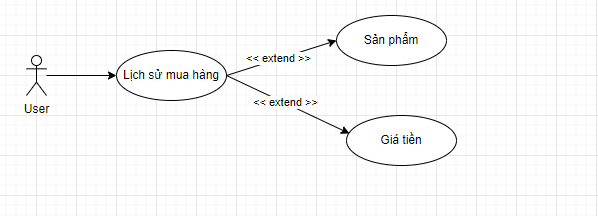 Sản phẩm
<< extend >>
Lịch sử mua hàng
<< extend >>
User
Giá tiền